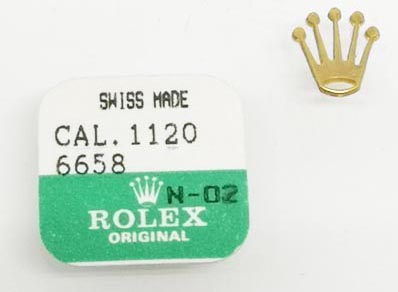 SWISS MADE
CAL. 1120
6658
N-02
ROLEX
ORIGINAL